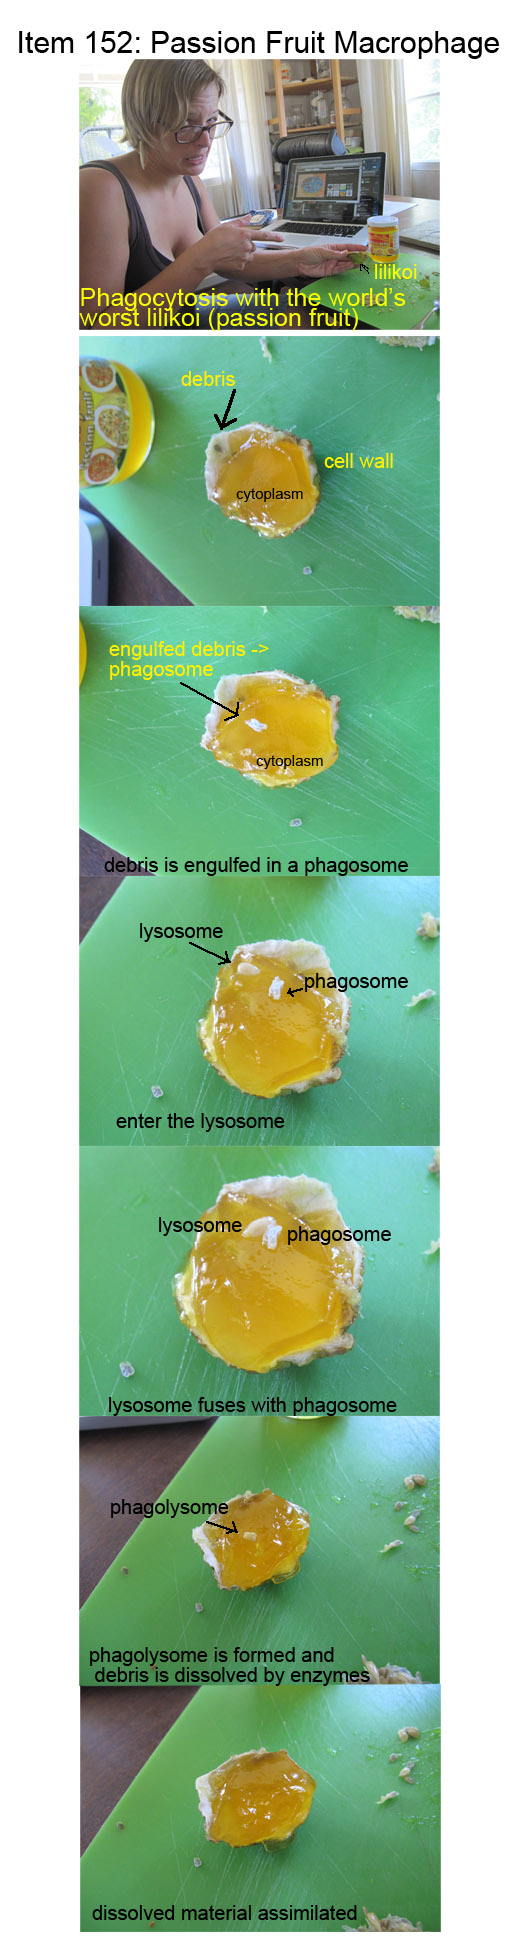 Item 152: Passion Fruit Macrophage
lilikoi
Phagocytosis with the world's
worst lilikoi (passion fruit)
debris
Passion Fruit
cell wall
cytoplasm
engulfed debris ->
phagosome
cytoplasm
debris is engulfed in a phagosome
lysosome
phagosome
enter the lysosome
lysosome
phagosome
lysosome fuses with phagosome
phagolysome
phagolysome is formed and
debris is dissolved by enzymes
dissolved material assimilated